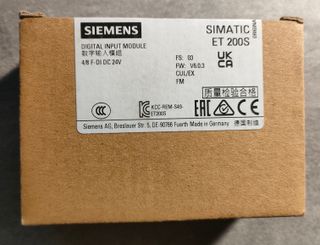 SIEMENS
SIMATIC
ET 200S
DIGITAL INPUT MODULE
数字输入模组
4/8 F-DI DC 24V
FS: 03
FW: V6.0.3
CUL/EX
FM
UK
CA
KCC-REM-S49-
ET200S
EAC
CE
质量检验合格
Siemens AG, Breslauer Str. 5, DE-90766 Fuerth Made in Germany 德国制造